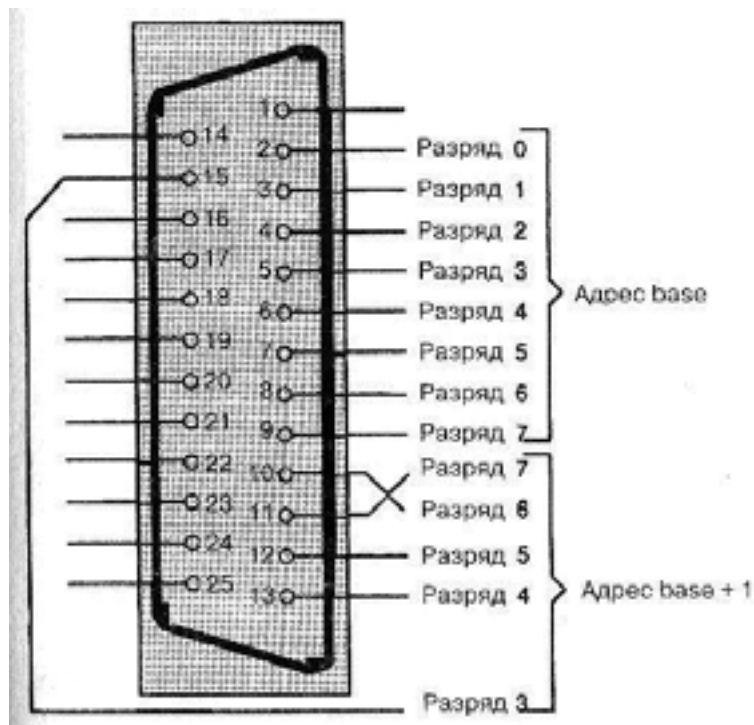 1
14
2 Разряд 0
15
3 Разряд 1
16
4 Разряд 2
17
5 Разряд 3
18
6 Разряд 4
Адрес base
19
7 Разряд 5
20
8 Разряд 6
21
9 Разряд 7
22
10 Разряд 7
23
11 Разряд 6
24
12 Разряд 5
25
13 Разряд 4
Адрес base + 1
Разряд 3